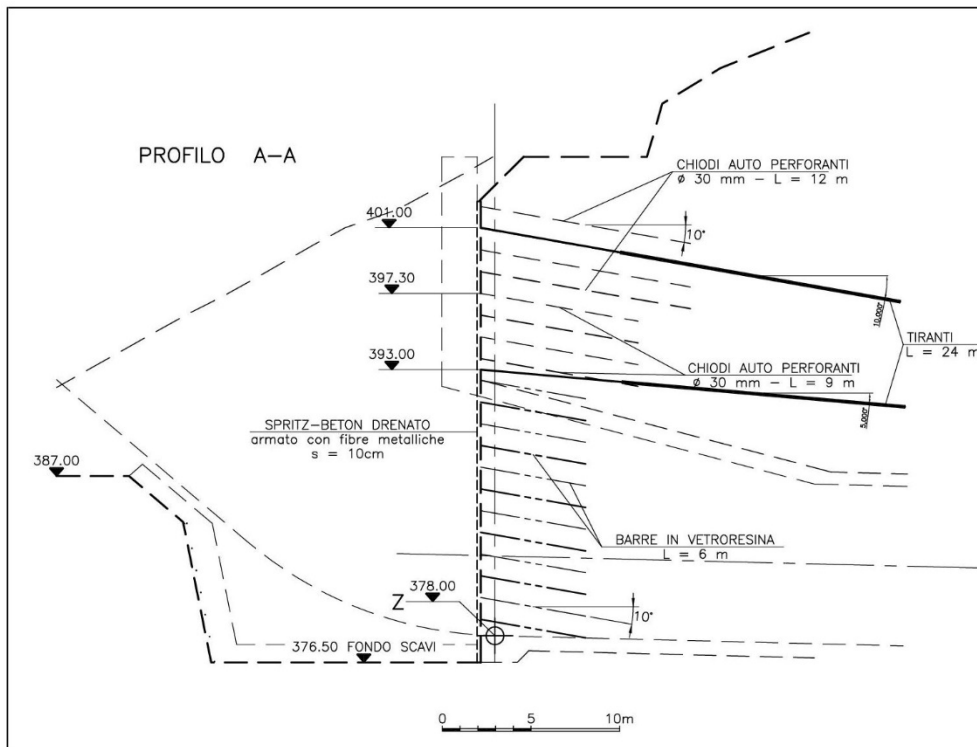 PROFILO A-A
CHIODI AUTO PERFORANTI
ø 30 mm - L = 12 m
401.00
10°
397.30
10.000°
TIRANTI
L = 24 m
393.00
CHIODI AUTO PERFORANTI
ø 30 mm - L = 9 m
5.000°
SPRITZ-BETON DRENATO
armato con fibre metalliche
s = 10cm
387.00
BARRE IN VETRORESINA
L = 6 m
378.00
Z
10°
376.50 FONDO SCAVI
0 5 10m